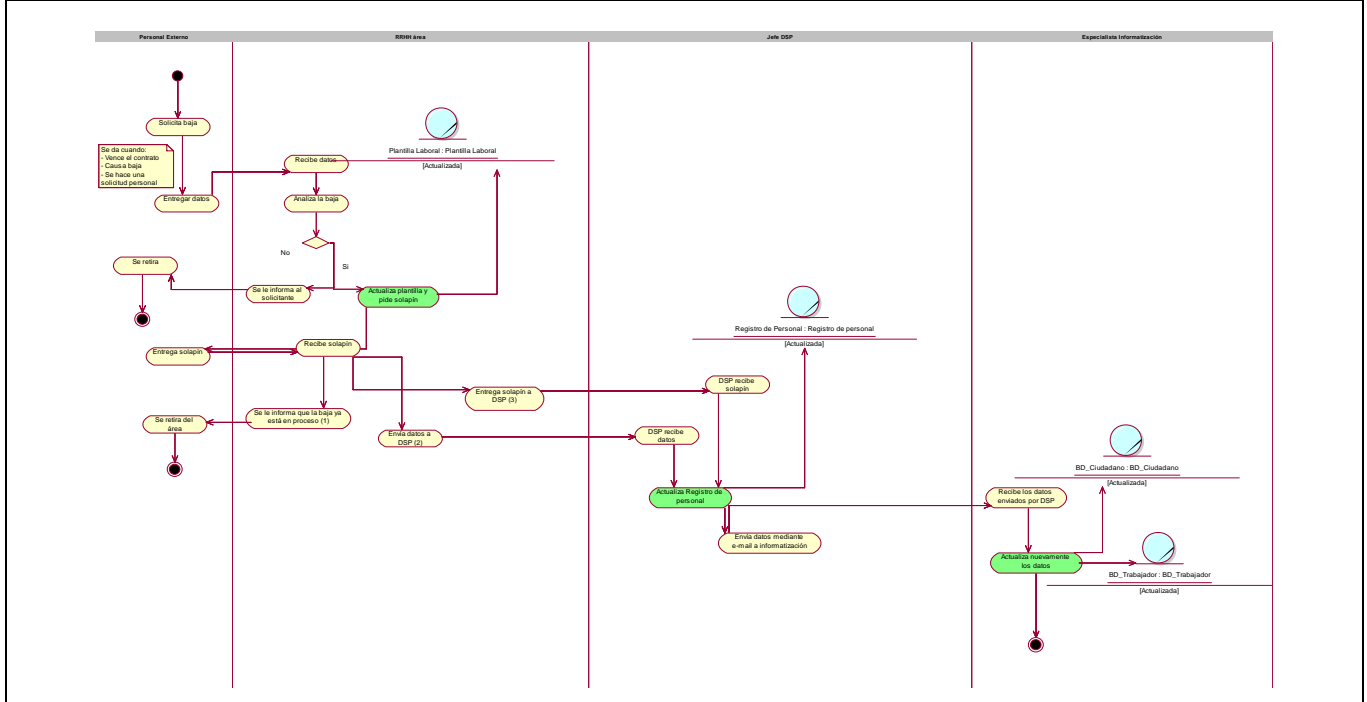 Personal Externo
RRHH área
Jefe DSP
Especialista Informatización
Solicita baja
Se da cuando:
- Vence el contrato
- Causa baja
- Se hace una
solicitud personal
Entregar datos
Recibe datos
Plantilla Laboral : Plantilla Laboral
[Actualizada]
Analiza la baja
No
Si
Se retira
Se le informa al
solicitante
Actualiza plantilla y
pide solapín
Registro de Personal : Registro de personal
[Actualizada]
Entrega solapín
Recibe solapín
Entrega solapín a
DSP (3)
DSP recibe
solapín
Se retira del
área
Se le informa que la baja ya
está en proceso (1)
Envía datos a
DSP (2)
DSP recibe
datos
Actualiza Registro de
personal
Envía datos mediante
e-mail a informatización
BD_Ciudadano : BD_Ciudadano
[Actualizada]
Recibe los datos
enviados por DSP
Actualiza nuevamente
los datos
BD_Trabajador : BD_Trabajador
[Actualizada]